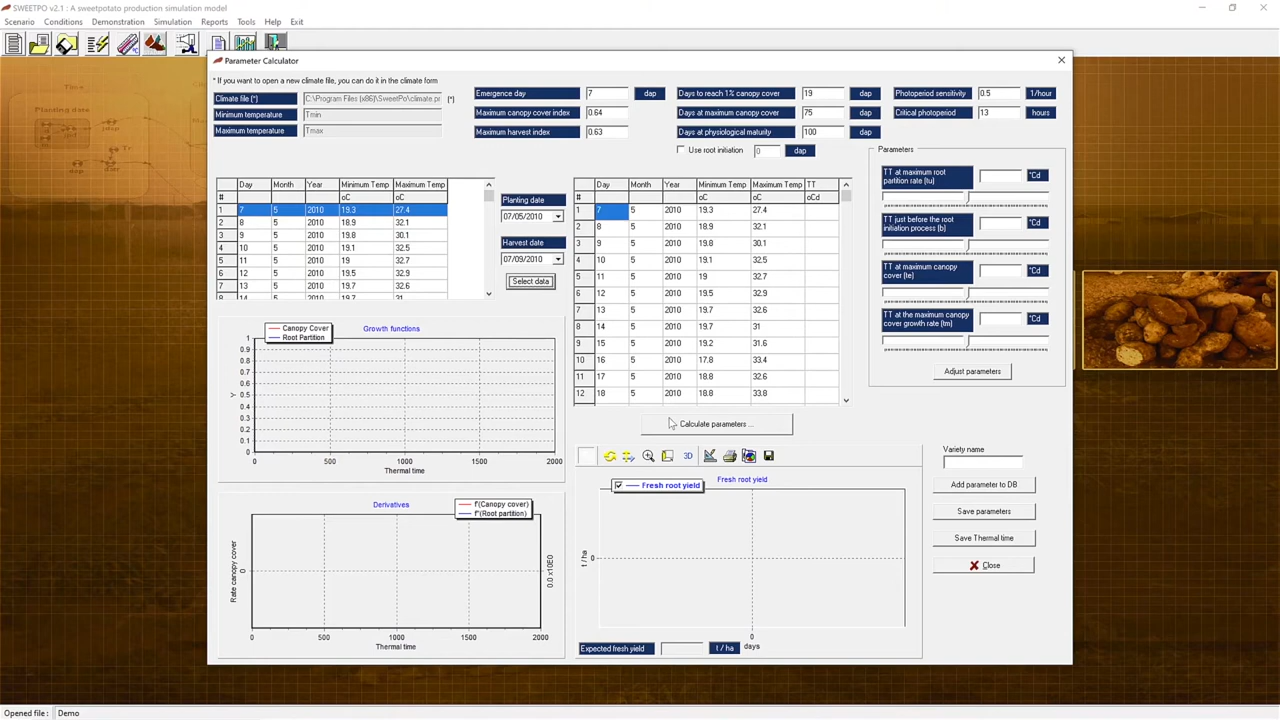 SWEETPO v2.1 : A sweetpotato production simulation model
Scenario Conditions Demonstration Simulation Reports Tools Help Exit
Parameter Calculator
* If you want to open a new climate file, you can do it in the climate form
Climate file (*) C:\Program Files (x86)\SweetPo\climate.pr (*)
Minimum temperature Tmin
Maximum temperature Tmax
Emergence day 7 dap
Maximum canopy cover index 0.64
Maximum harvest index 0.63
Days to reach 1% canopy cover 19 dap
Days at maximum canopy cover 75 dap
Days at physiological maturity 100 dap
Use root initiation 0 dap
Photoperiod sensitivity 0.5 1/hour
Critical photoperiod 13 hours
Day Month Year Minimum Temp Maximum Temp
# oC oC
1 7 5 2010 19.3 27.4
2 8 5 2010 18.9 32.1
3 9 5 2010 19.8 30.1
4 10 5 2010 19.1 32.5
5 11 5 2010 19 32.7
6 12 5 2010 19.5 32.9
7 13 5 2010 19.7 32.6
8 14 5 2010 19.7 31
Planting date
07/05/2010
Harvest date
07/09/2010
Select data
Day Month Year Minimum Temp Maximum Temp TT
# oC oC oCd
1 7 5 2010 19.3 27.4
2 8 5 2010 18.9 32.1
3 9 5 2010 19.8 30.1
4 10 5 2010 19.1 32.5
5 11 5 2010 19 32.7
6 12 5 2010 19.5 32.9
7 13 5 2010 19.7 32.6
8 14 5 2010 19.7 31
9 15 5 2010 19.2 31.6
10 16 5 2010 17.8 33.4
11 17 5 2010 18.8 32.6
12 18 5 2010 18.8 33.8
Parameters
TT at maximum root
partition rate (tu) °Cd
TT just before the root
initiation process (b) °Cd
TT at maximum canopy
cover (te) °Cd
TT at the maximum canopy
cover growth rate (tm) °Cd
Adjust parameters
Calculate parameters ...
Canopy Cover
Root Partition
Growth functions
1
0.9
0.8
0.7
0.6
0.5
0.4
0.3
0.2
0.1
0
Y
0 500 1000 1500 2000
Thermal time
Derivatives
f'(Canopy cover)
f''(Root partition)
Rate canopy cover
0
0.0 x10E0
0 500 1000 1500 2000
Thermal time
3D
Fresh root yield
Fresh root yield
t / ha
0
0
days
Expected fresh yield t / ha
Variety name
Add parameter to DB
Save parameters
Save Thermal time
Close
Opened file : Demo